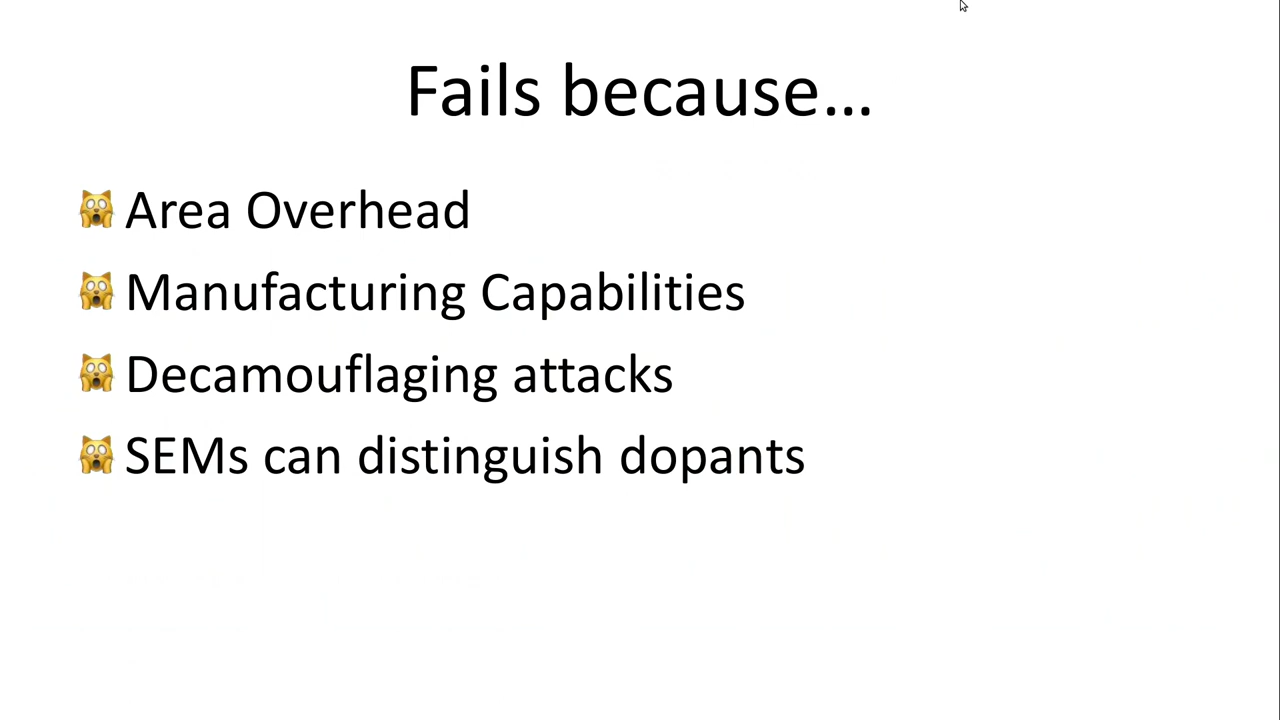 Fails because...
🙀 Area Overhead
🙀 Manufacturing Capabilities
🙀 Decamouflaging attacks
🙀 SEMs can distinguish dopants